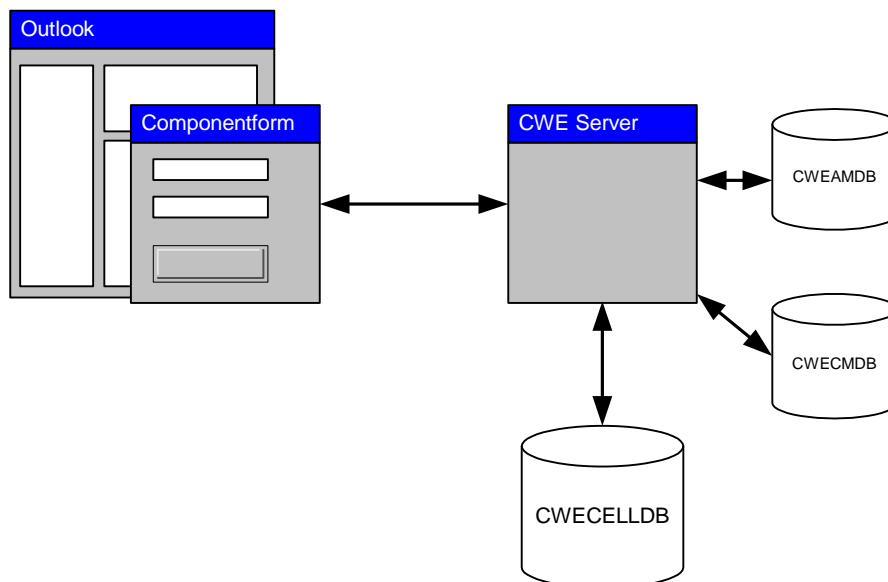 Outlook
Componentform
CWE Server
CWEAMDB
CWECMDB
CWECELLDB